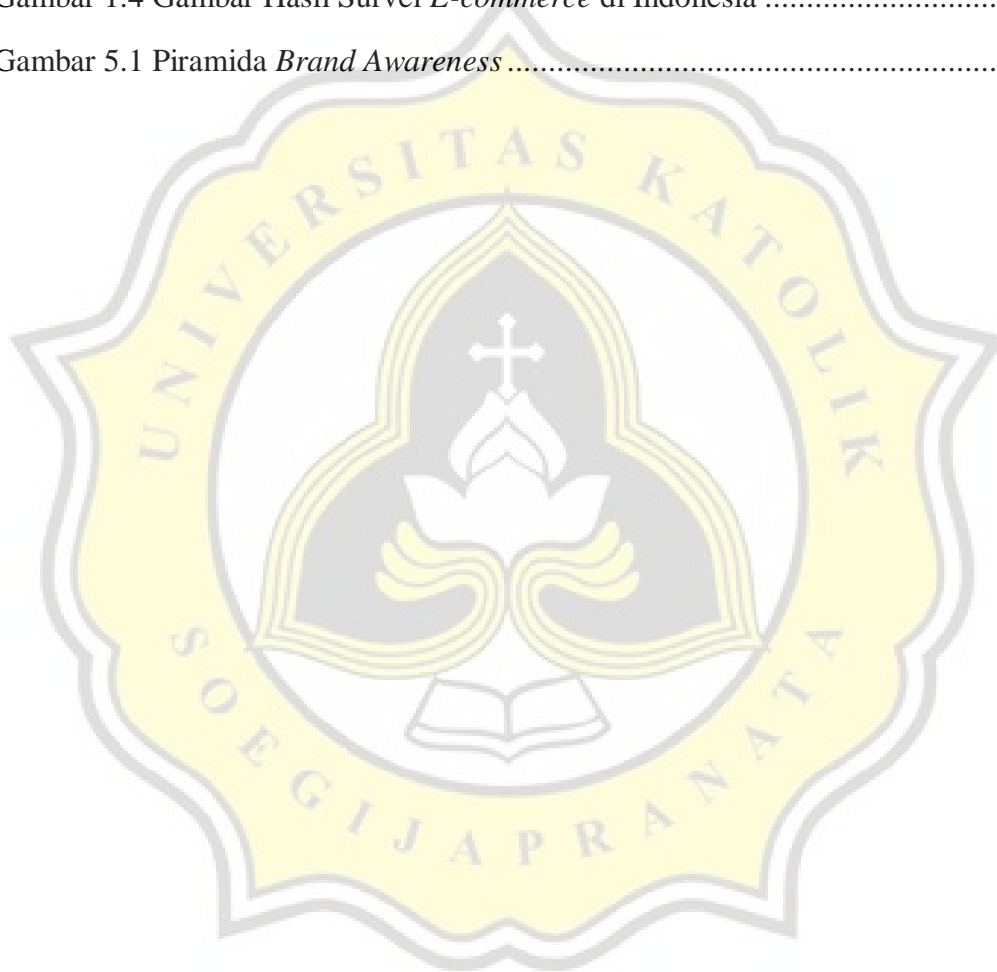 Gambar 1.4 Gambar Hasil Survei E-commerce di Indonesia ..............................
Gambar 5.1 Piramida Brand Awareness ........................................................................
UNIVERSITAS KATOLIK
SOEGIJAPRANATA